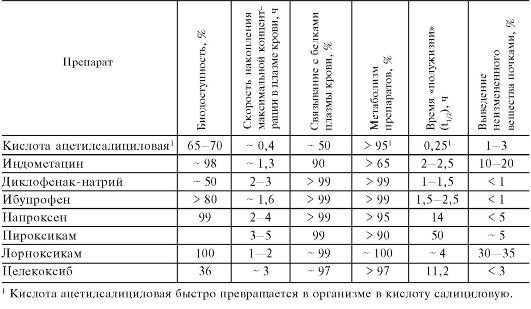 Препарат
Биодоступность, %
Скорость накопления
максимальной концент-
рации в плазме крови, ч
Связывание с белками
плазмы крови, %
Метаболизм
препаратов, %
Время «полужизни»
(t1/2), ч
Выведение
неизмененного
вещества почками, %
Кислота ацетилсалициловая¹ 65–70 ~ 0,4 ~ 50 > 95¹ 0,25¹ 1–3
Индометацин ~ 98 ~ 1,3 90 > 65 2–2,5 10–20
Диклофенак-натрий ~ 50 2–3 > 99 > 99 1–1,5 < 1
Ибупрофен > 80 ~ 1,6 > 99 > 99 1,5–2,5 < 1
Напроксен 99 2–4 > 99 > 95 14 < 5
Пироксикам 3–5 99 > 90 50 ~ 5
Лорноксикам 100 1–2 ~ 99 ~ 100 ~ 4 30–35
Целекоксиб 36 ~ 3 ~ 97 > 97 11,2 < 3
¹ Кислота ацетилсалициловая быстро превращается в организме в кислоту салициловую.